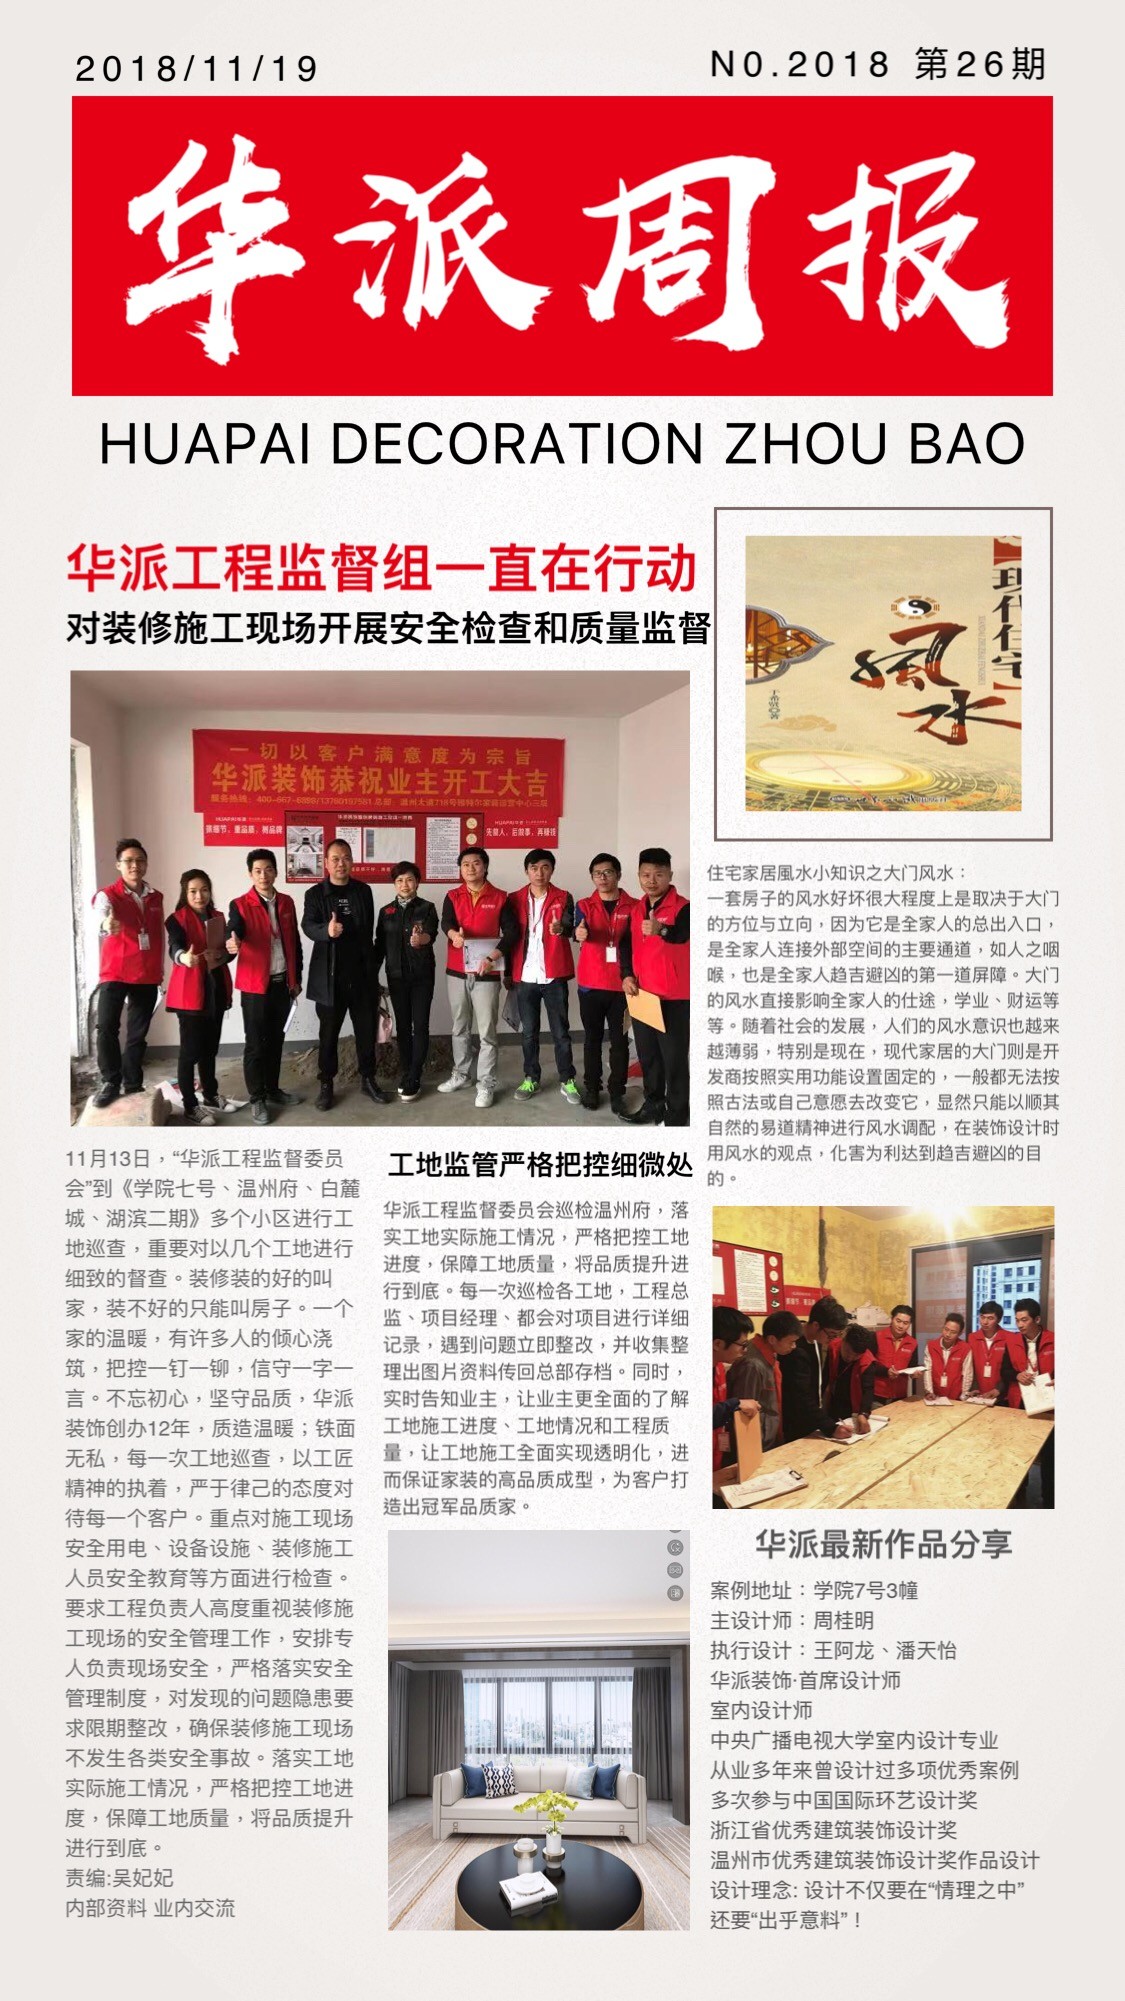 2018/11/19
N0.2018 第26期
华派周报
HUAPAI DECORATION ZHOU BAO
华派工程监督组一直在行动
对装修施工现场开展安全检查和质量监督
一切以客户满意度为宗旨
华派装饰恭祝业主开工大吉
11月13日，“华派工程监督委员
会”到《学院七号、温州府、白麓
城、湖滨二期》多个小区进行工
地巡查，重要对以几个工地进行
细致的督查。装修装的好的叫
家，装不好的只能叫房子。一个
家的温暖，有许多人的倾心浇
筑，把控一钉一铆，信守一字一
言。不忘初心，坚守品质，华派
装饰创办12年，质造温暖；铁面
无私，每一次工地巡查，以工匠
精神的执着，严于律己的态度对
待每一个客户。重点对施工现场
安全用电、设备设施、装修施工
人员安全教育等方面进行检查。
要求工程负责人高度重视装修施
工现场的安全管理工作，安排专
人负责现场安全，严格落实安全
管理制度，对发现的问题隐患要
求限期整改，确保装修施工现场
不发生各类安全事故。落实工地
实际施工情况，严格把控工地进
度，保障工地质量，将品质提升
进行到底。
责编:吴妃妃
内部资料 业内交流
工地监管严格把控细微处
华派工程监督委员会巡检温州府，落
实工地实际施工情况，严格把控工地
进度，保障工地质量，将品质提升进
行到底。每一次巡检各工地，工程总
监、项目经理、都会对项目进行详细
记录，遇到问题立即整改，并收集整
理出图片资料传回总部存档。同时，
实时告知业主，让业主更全面的了解
工地施工进度、工地情况和工程质
量，让工地施工全面实现透明化，进
而保证家装的高品质成型，为客户打
造出冠军品质家。
现代住宅
風水
住宅家居風水小知识之大门风水：
一套房子的风水好坏很大程度上是取决于大门
的方位与立向，因为它是全家人的总出入口，
是全家人连接外部空间的主要通道，如人之咽
喉，也是全家人趋吉避凶的第一道屏障。大门
的风水直接影响全家人的仕途，学业、财运等
等。随着社会的发展，人们的风水意识也越来
越薄弱，特别是现在，现代家居的大门则是开
发商按照实用功能设置固定的，一般都无法按
照古法或自己意愿去改变它，显然只能以顺其
自然的易道精神进行风水调配，在装饰设计时
用风水的观点，化害为利达到趋吉避凶的目
的。
华派最新作品分享
案例地址：学院7号3幢
主设计师：周桂明
执行设计：王阿龙、潘天怡
华派装饰·首席设计师
室内设计师
中央广播电视大学室内设计专业
从业多年来曾设计过多项优秀案例
多次参与中国国际环艺设计奖
浙江省优秀建筑装饰设计奖
温州市优秀建筑装饰设计奖作品设计
设计理念: 设计不仅要在“情理之中”
还要“出乎意料”！